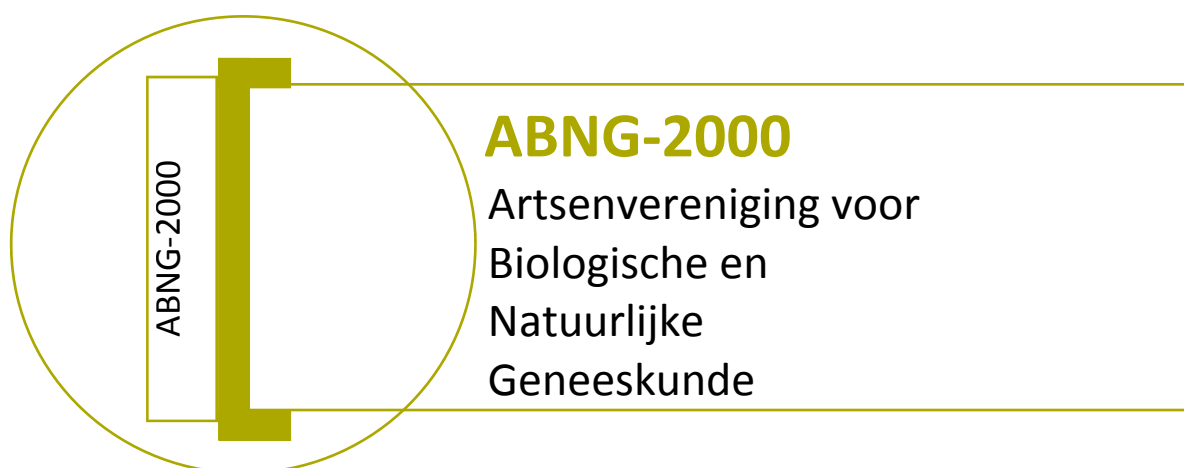 ABNG-2000
ABNG-2000
Artsenvereniging voor
Biologische en
Natuurlijke
Geneeskunde